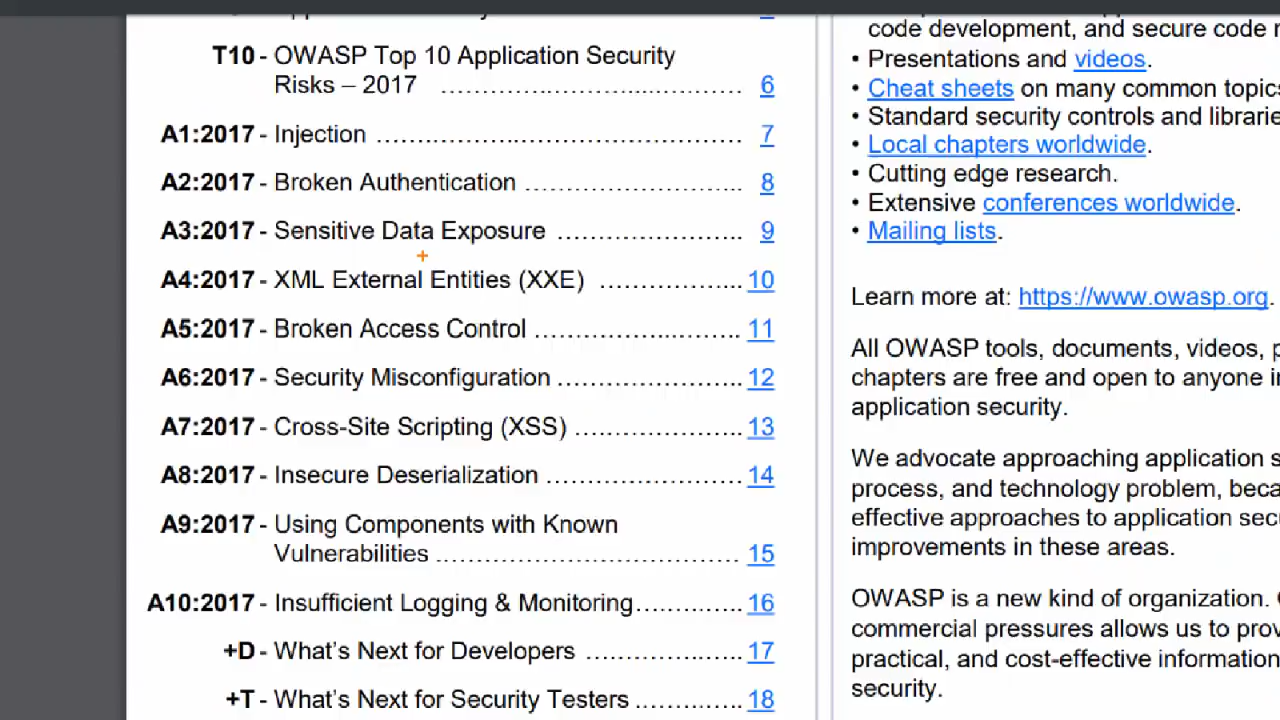 T10 - OWASP Top 10 Application Security
Risks – 2017 ……………………..……. 6
A1:2017 - Injection …………………………………….. 7
A2:2017 - Broken Authentication …………………….. 8
A3:2017 - Sensitive Data Exposure ………………….. 9
A4:2017 - XML External Entities (XXE) ……………... 10
A5:2017 - Broken Access Control …………………….. 11
A6:2017 - Security Misconfiguration ………………….. 12
A7:2017 - Cross-Site Scripting (XSS) ……………….. 13
A8:2017 - Insecure Deserialization ………………….. 14
A9:2017 - Using Components with Known
Vulnerabilities ……………………………… 15
A10:2017 - Insufficient Logging & Monitoring………….. 16
+D - What’s Next for Developers ……………….. 17
+T - What’s Next for Security Testers ………….. 18
code development, and secure code
• Presentations and videos.
• Cheat sheets on many common topics
• Standard security controls and librarie
• Local chapters worldwide.
• Cutting edge research.
• Extensive conferences worldwide.
• Mailing lists.
Learn more at: https://www.owasp.org.
All OWASP tools, documents, videos,
chapters are free and open to anyone i
application security.
We advocate approaching application s
process, and technology problem, beca
effective approaches to application sec
improvements in these areas.
OWASP is a new kind of organization.
commercial pressures allows us to prov
practical, and cost-effective information
security.